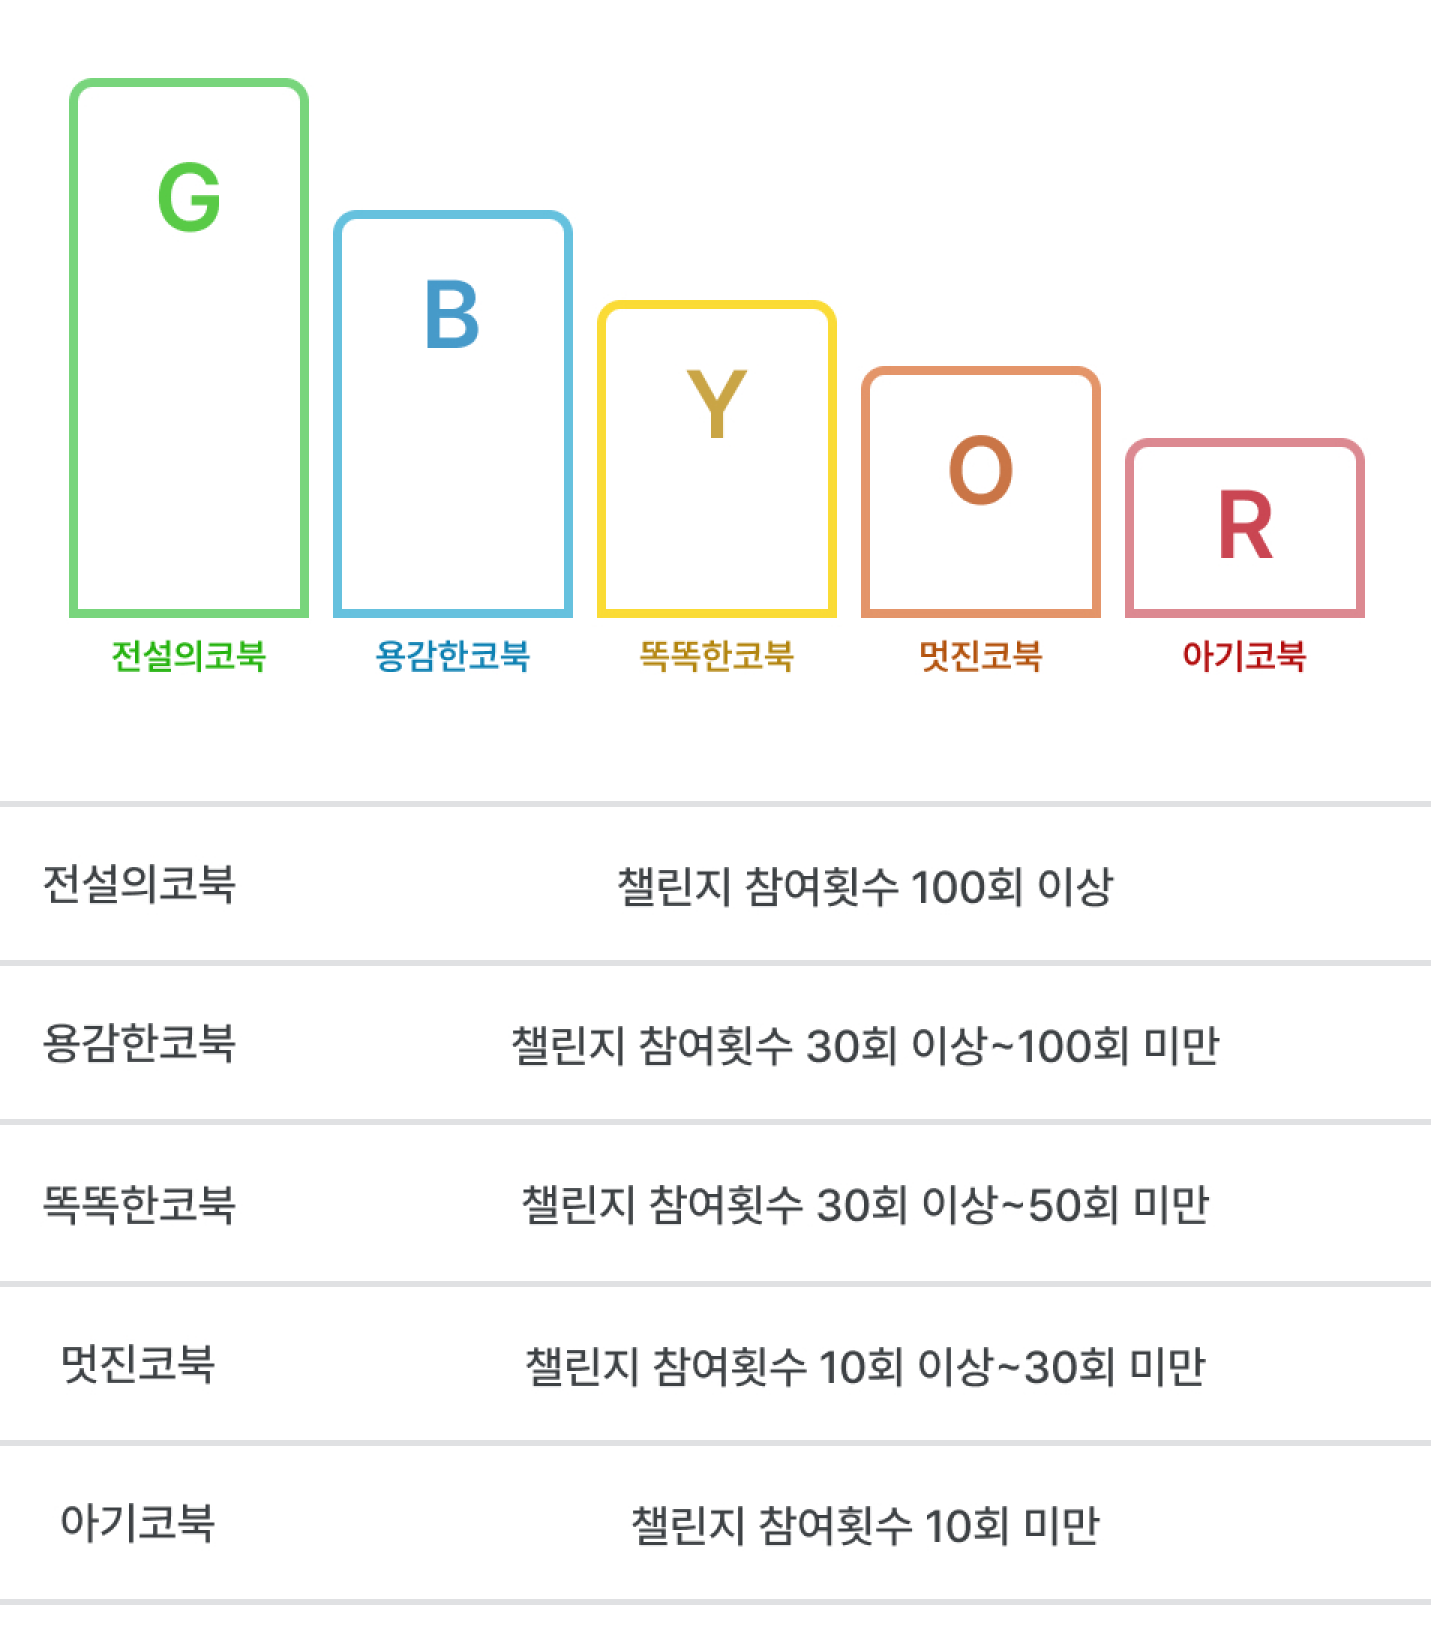 G
B
Y
O
R
전설의코북
용감한코북
똑똑한코북
멋진코북
아기코북
전설의코북 챌린지 참여횟수 100회 이상
용감한코북 챌린지 참여횟수 30회 이상~100회 미만
똑똑한코북 챌린지 참여횟수 30회 이상~50회 미만
멋진코북 챌린지 참여횟수 10회 이상~30회 미만
아기코북 챌린지 참여횟수 10회 미만